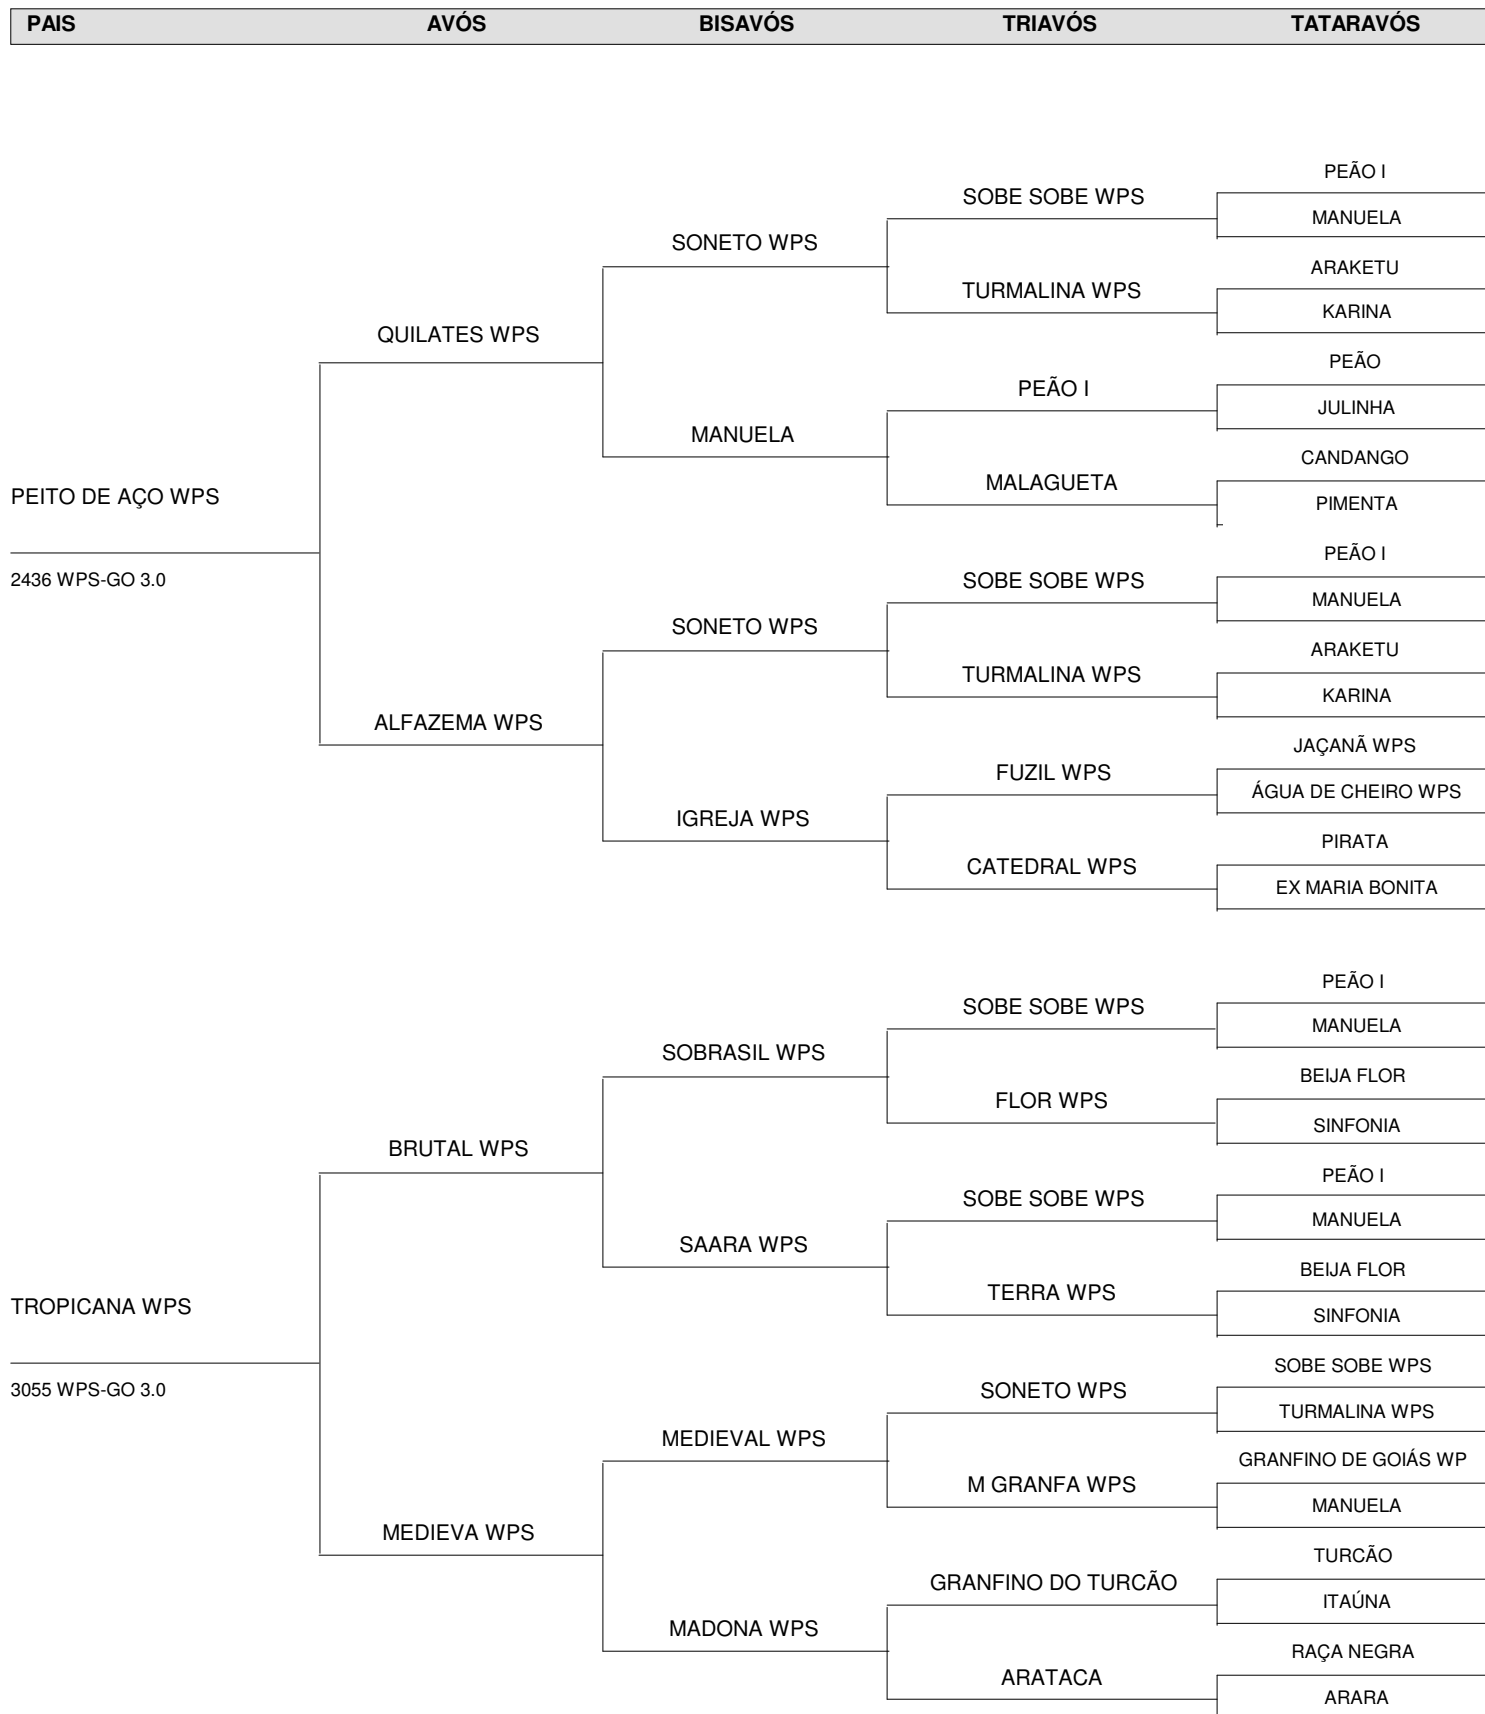 PAIS AVÓS BISAVÓS TRIAVÓS TATARAVÓS
PEÃO I
SOBE SOBE WPS
MANUELA
SONETO WPS
ARAKETU
TURMALINA WPS
KARINA
QUILATES WPS
PEÃO
PEÃO I
JULINHA
MANUELA
CANDANGO
MALAGUETA
PEITO DE AÇO WPS
PIMENTA
PEÃO I
2436 WPS-GO 3.0
SOBE SOBE WPS
MANUELA
SONETO WPS
ARAKETU
TURMALINA WPS
KARINA
ALFAZEMA WPS
JAÇANÃ WPS
FUZIL WPS
ÁGUA DE CHEIRO WPS
IGREJA WPS
PIRATA
CATEDRAL WPS
EX MARIA BONITA
PEÃO I
SOBE SOBE WPS
MANUELA
SOBRASIL WPS
BEIJA FLOR
FLOR WPS
SINFONIA
BRUTAL WPS
PEÃO I
SOBE SOBE WPS
MANUELA
SAARA WPS
BEIJA FLOR
TERRA WPS
TROPICANA WPS
SINFONIA
SOBE SOBE WPS
3055 WPS-GO 3.0
SONETO WPS
TURMALINA WPS
MEDIEVAL WPS
GRANFINO DE GOIÁS WP
M GRANFA WPS
MANUELA
MEDIEVA WPS
TURCÃO
GRANFINO DO TURCÃO
ITAÚNA
MADONA WPS
RAÇA NEGRA
ARATACA
ARARA